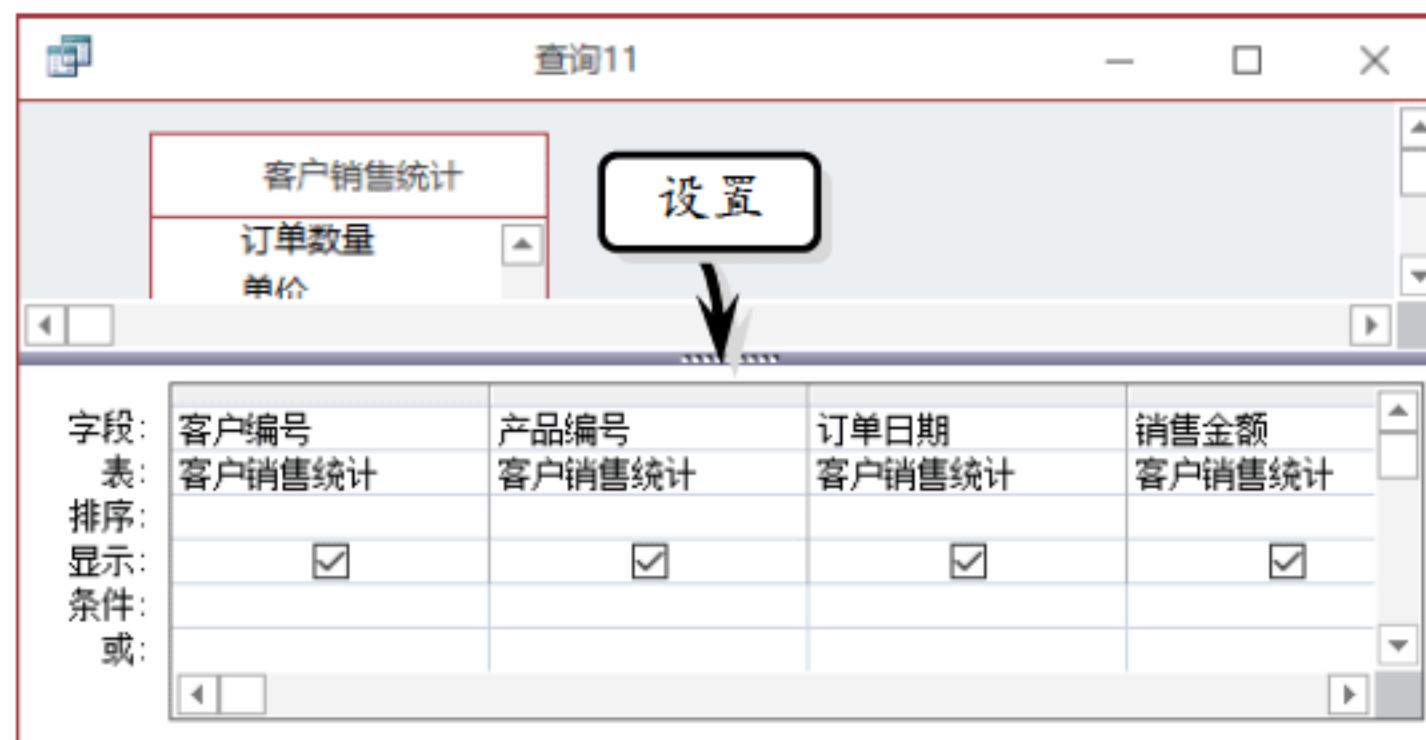 查询11
客户销售统计
设置
订单数量
单价
字段: 客户编号 产品编号 订单日期 销售金额
表: 客户销售统计 客户销售统计 客户销售统计 客户销售统计
排序:
显示:
条件:
或: